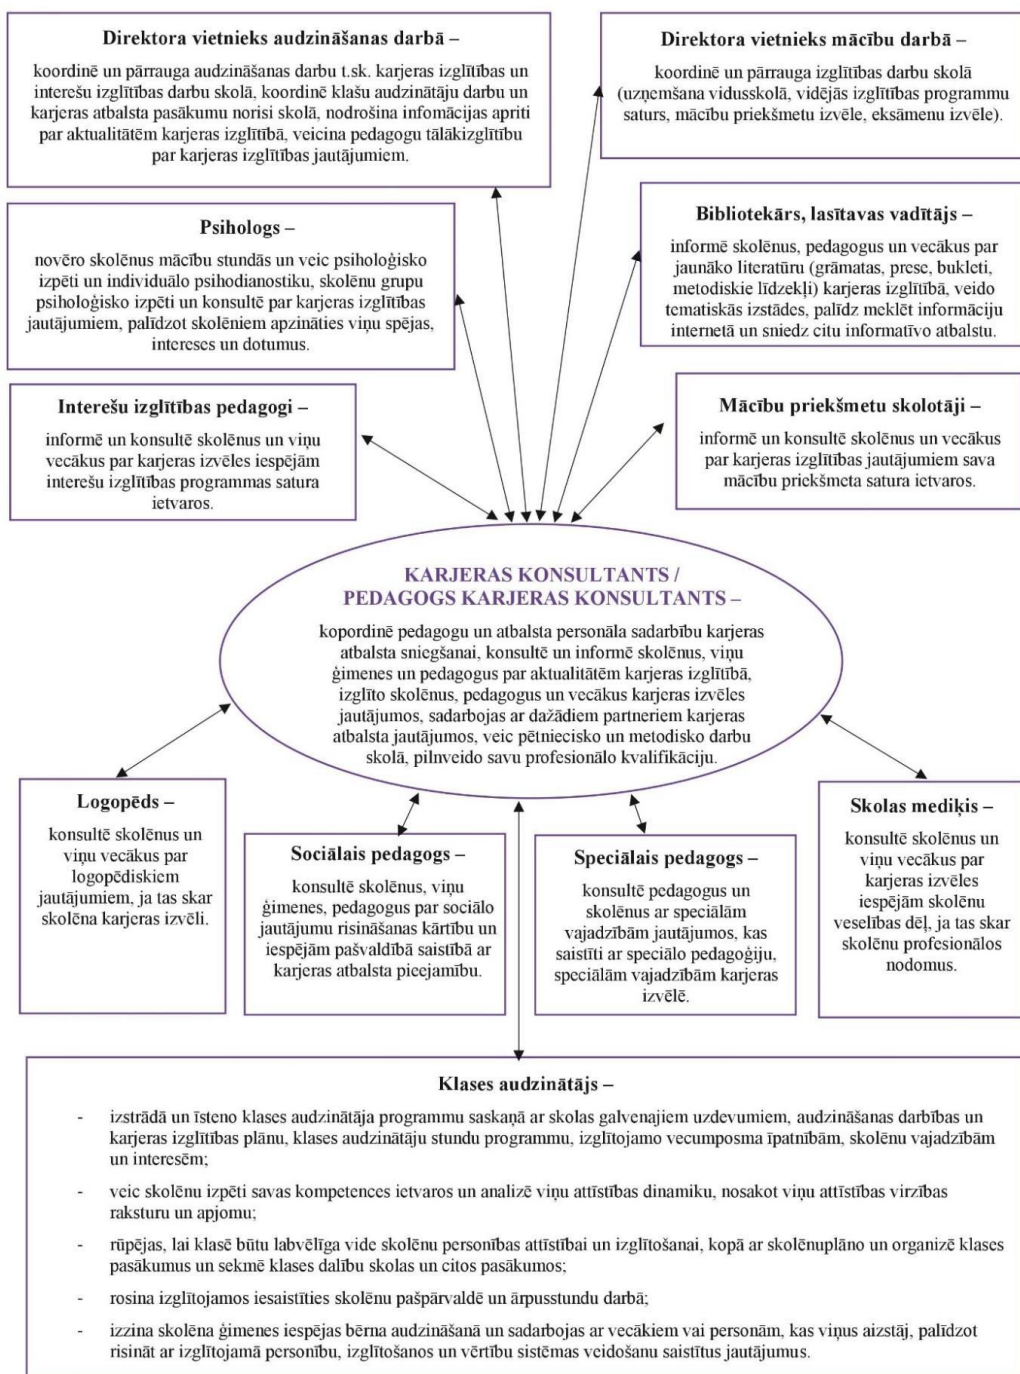 Direktora vietnieks audzināšanas darbā –
koordinē un pārrauga audzināšanas darbu t.sk. karjeras izglītības un
interešu izglītības darbu skolā, koordinē klašu audzinātāju darbu un
karjeras atbalsta pasākumu norisi skolā, nodrošina infomācijas apriti
par aktualitātēm karjeras izglītībā, veicina pedagogu tālākizglītību
par karjeras izglītības jautājumiem.
Direktora vietnieks mācību darbā –
koordinē un pārrauga izglītības darbu skolā
(uzņemšana vidusskolā, vidējās izglītības programmu
saturs, mācību priekšmetu izvēle, eksāmenu izvēle).
Psihologs –
novēro skolēnus mācību stundās un veic psiholoģisko
izpēti un individuālo psihodianostiku, skolēnu grupu
psiholoģisko izpēti un konsultē par karjeras izglītības
jautājumiem, palīdzot skolēniem apzināties viņu spējas,
intereses un dotumus.
Bibliotekārs, lasītavas vadītājs –
informē skolēnus, pedagogus un vecākus par
jaunāko literatūru (grāmatas, prese, bukleti,
metodiskie līdzekļi) karjeras izglītībā, veido
tematiskās izstādes, palīdz meklēt informāciju
internetā un sniedz citu informatīvo atbalstu.
Interešu izglītības pedagogi –
informē un konsultē skolēnus un viņu
vecākus par karjeras izvēles iespējām
interešu izglītības programmas satura
ietvaros.
Mācību priekšmetu skolotāji –
informē un konsultē skolēnus un vecākus
par karjeras izglītības jautājumiem sava
mācību priekšmeta satura ietvaros.
KARJERAS KONSULTANTS /
PEDAGOGS KARJERAS KONSULTANTS –
kopordinē pedagogu un atbalsta personāla sadarbību karjeras
atbalsta sniegšanai, konsultē un informē skolēnus, viņu
ģimenes un pedagogus par aktualitātēm karjeras izglītībā,
izglīto skolēnus, pedagogus un vecākus karjeras izvēles
jautājumos, sadarbojas ar dažādiem partneriem karjeras
atbalsta jautājumos, veic pētniecisko un metodisko darbu
skolā, pilnveido savu profesionālo kvalifikāciju.
Logopēds –
konsultē skolēnus un
viņu vecākus par
logopēdiskiem
jautājumiem, ja tas skar
skolēna karjeras izvēli.
Sociālais pedagogs –
konsultē skolēnus, viņu
ģimenes, pedagogus par sociālo
jautājumu risināšanas kārtību un
iespējām pašvaldībā saistībā ar
karjeras atbalsta pieejamību.
Speciālais pedagogs –
konsultē pedagogus un
skolēnus ar speciālām
vajadzībām jautājumos, kas
saistīti ar speciālo pedagoģiju,
speciālām vajadzībām karjeras
izvēlē.
Skolas mediķis –
konsultē skolēnus un
viņu vecākus par
karjeras izvēles
iespējām skolēnu
veselības dēļ, ja tas skar
skolēnu profesionālos
nodomus.
Klases audzinātājs –
- izstrādā un īsteno klases audzinātāja programmu saskaņā ar skolas galvenajiem uzdevumiem, audzināšanas darbības un
karjeras izglītības plānu, klases audzinātāju stundu programmu, izglītojamo vecumposma īpatnībām, skolēnu vajadzībām
un interesēm;
- veic skolēnu izpēti savas kompetences ietvaros un analizē viņu attīstības dinamiku, nosakot viņu attīstības virzības
raksturu un apjomu;
- rūpējas, lai klasē būtu labvēlīga vide skolēnu personības attīstībai un izglītošanai, kopā ar skolēnuplāno un organizē klases
pasākumus un sekmē klases dalību skolas un citos pasākumos;
- rosina izglītojamos iesaistīties skolēnu pašpārvaldē un ārpusstundu darbā;
- izzina skolēna ģimenes iespējas bērna audzināšanā un sadarbojas ar vecākiem vai personām, kas viņus aizstāj, palīdzot
risināt ar izglītojamā personību, izglītošanos un vērtību sistēmas veidošanu saistītus jautājumus.